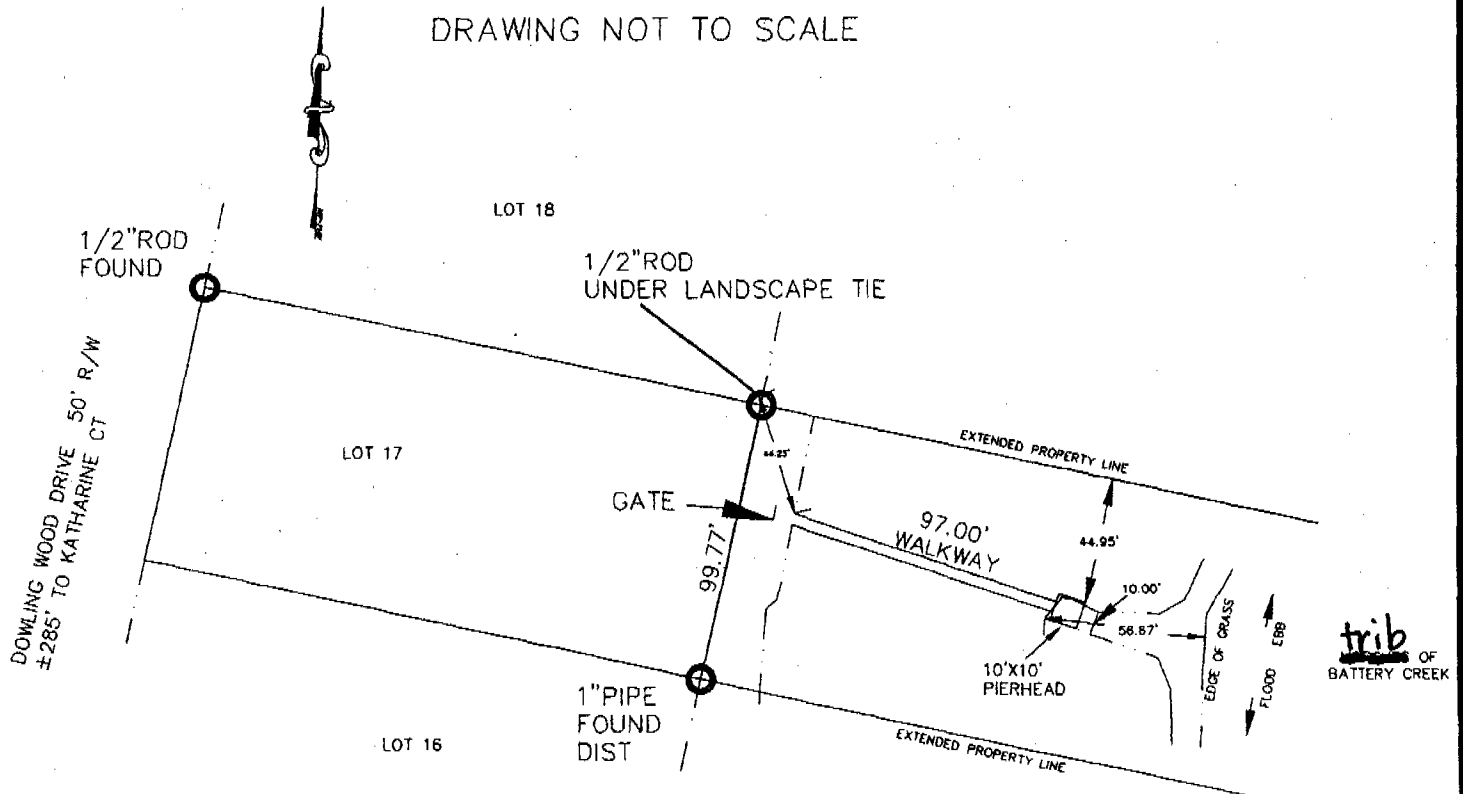 DRAWING NOT TO SCALE
LOT 18
1/2"ROD
FOUND
1/2"ROD
UNDER LANDSCAPE TIE
DOWLING WOOD DRIVE 50' R/W
±285' TO KATHARINE CT
LOT 17
44.25'
EXTENDED PROPERTY LINE
GATE
99.77'
97.00'
WALKWAY
44.95'
10.00'
56.87'
EDGE OF GRASS
FLOOD EBB
trib OF
BATTERY CREEK
10'X10'
PIERHEAD
1"PIPE
FOUND
DIST
LOT 16
EXTENDED PROPERTY LINE